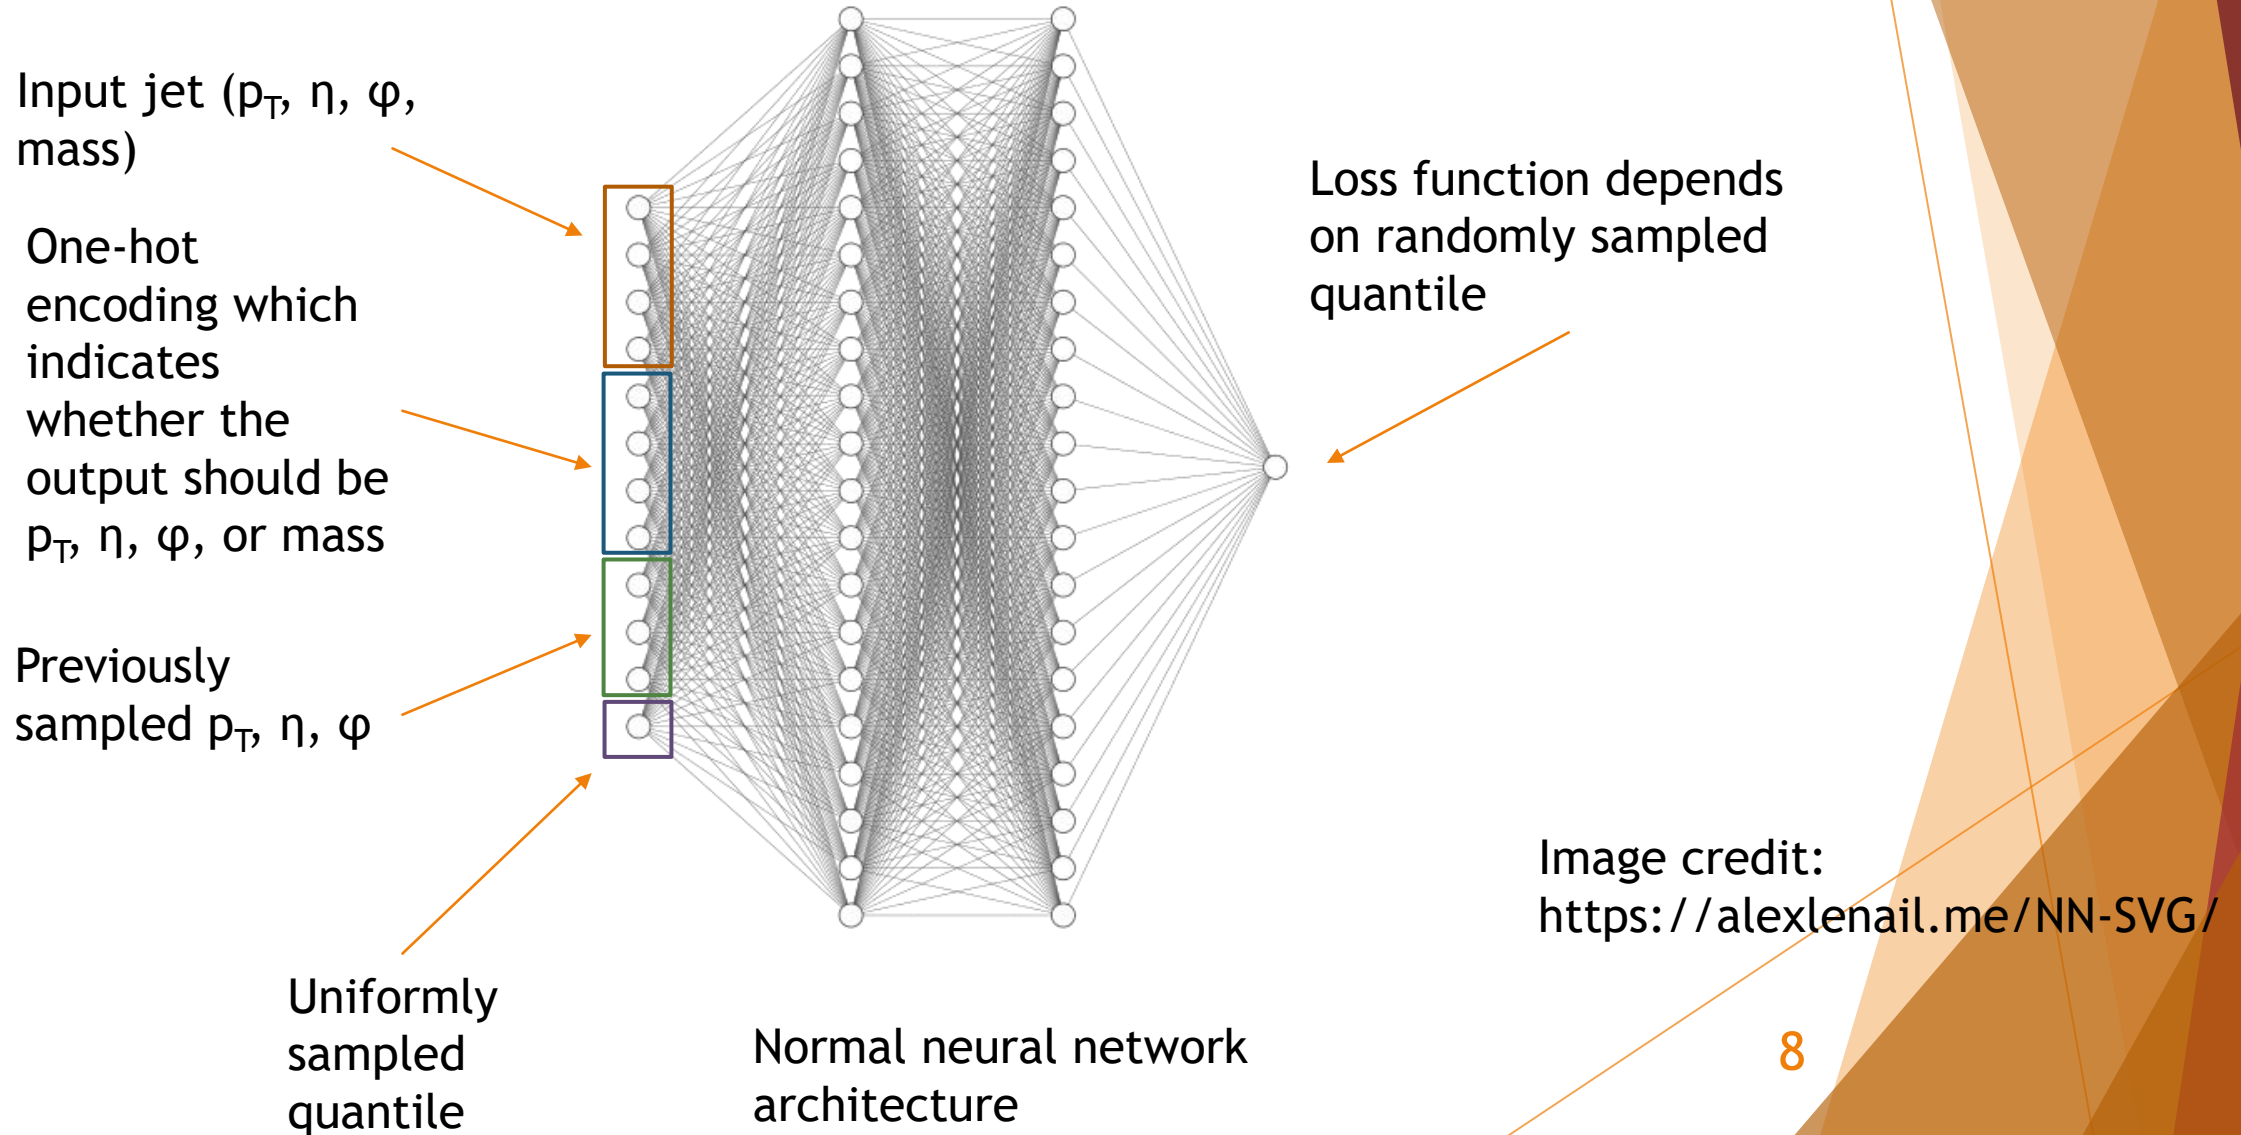 Input jet (pT, η, φ,
mass)
One-hot
encoding which
indicates
whether the
output should be
pT, η, φ, or mass
Previously
sampled pT, η, φ
Uniformly
sampled
quantile
Normal neural network
architecture
Loss function depends
on randomly sampled
quantile
Image credit:
https://alexlenail.me/NN-SVG/
8